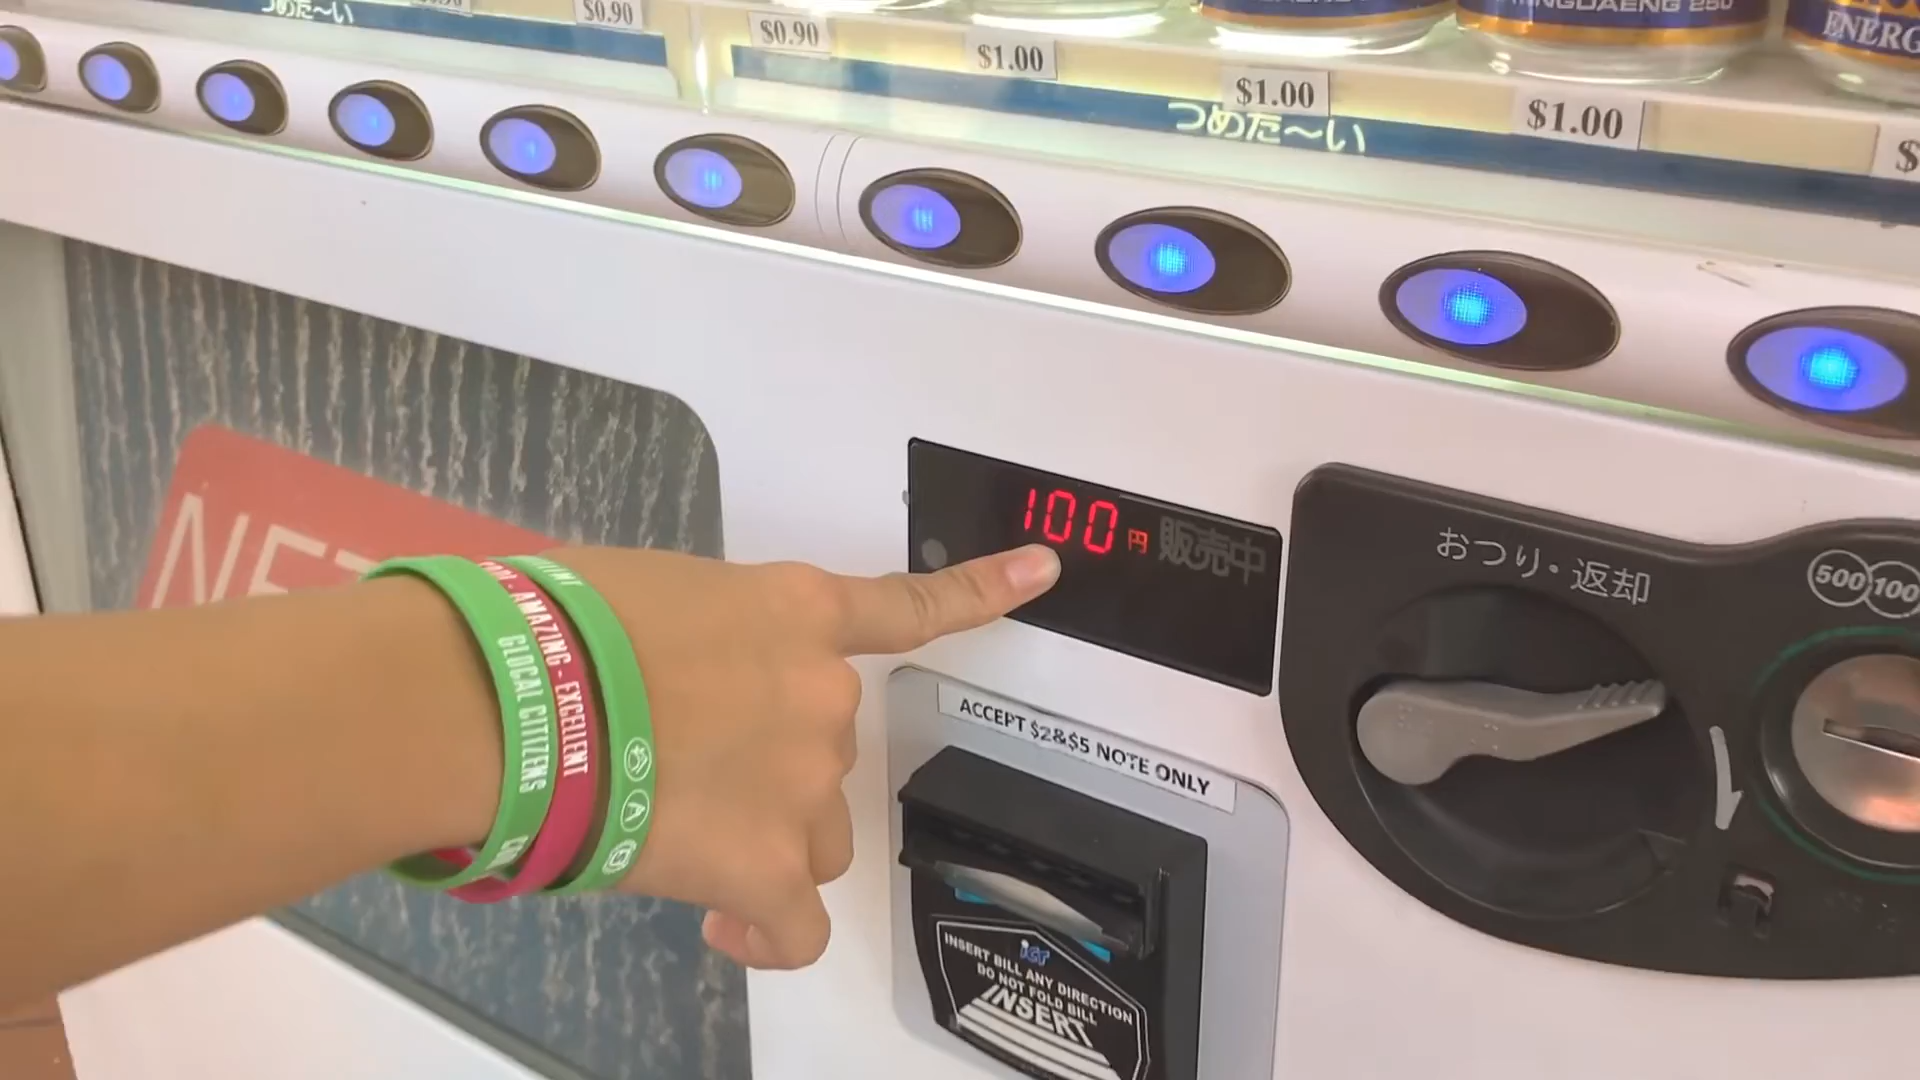 つめた〜い
$0.90
$0.90
$1.00
$1.00
$1.00
ENERG
つめた〜い
100円
販売中
おつり・返却
500 100
NET
AMAZING - EXCELLENT
GLOCAL CITIZENS
ACCEPT $2&$5 NOTE ONLY
ICT
INSERT BILL ANY DIRECTION
DO NOT FOLD BILL
INSERT